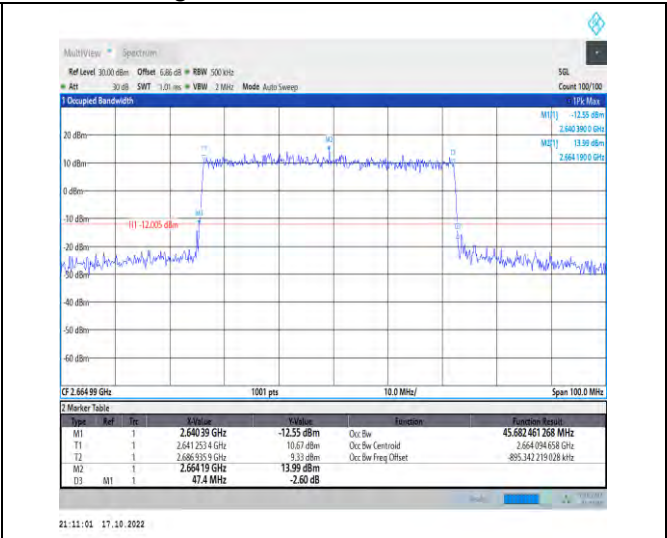 MultiView Spectrum
Ref Level 30.00 dBm Offset 6.86 dB RBW 500 kHz SGL
Att 30 dB SWT 1.01 ms VBW 2 MHz Mode Auto Sweep Count 100/100
1 Occupied Bandwidth 1Pk Max
M1[1] -12.55 dBm
2.640 390 0 GHz
20 dBm M2[1] 13.99 dBm
2.664 190 0 GHz
M2
T1
10 dBm
0 dBm
-10 dBm M1
H1 -12.005 dBm
-20 dBm
-30 dBm
-40 dBm
-50 dBm
-60 dBm
CF 2.664 99 GHz 1001 pts 10.0 MHz/ Span 100.0 MHz
2 Marker Table
Type Ref Trc X-Value Y-Value Function Function Result
M1 1 2.640 39 GHz -12.55 dBm Occ Bw 45.682 461 268 MHz
T1 1 2.641 253 4 GHz 10.67 dBm Occ Bw Centroid 2.664 094 658 GHz
T2 1 2.686 935 9 GHz 9.33 dBm Occ Bw Freq Offset -895.342 219 028 kHz
M2 1 2.664 19 GHz 13.99 dBm
D3 M1 1 47.4 MHz -2.60 dB
21:11:01 17.10.2022